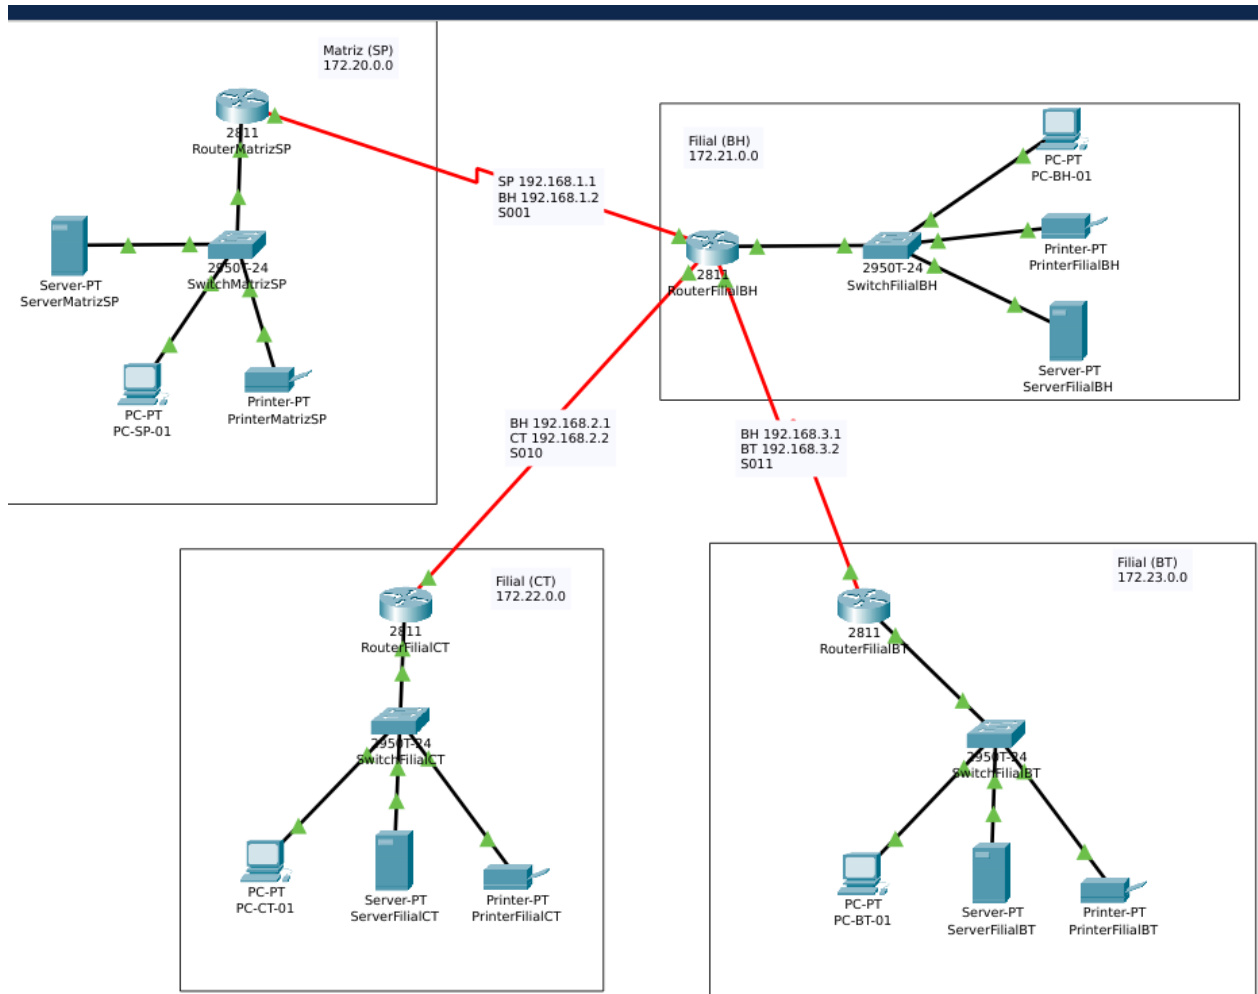 Matriz (SP)
172.20.0.0
2811
RouterMatrizSP
Server-PT
ServerMatrizSP
2950T-24
SwitchMatrizSP
PC-PT
PC-SP-01
Printer-PT
PrinterMatrizSP
SP 192.168.1.1
BH 192.168.1.2
S001
Filial (BH)
172.21.0.0
2811
RouterFilialBH
2950T-24
SwitchFilialBH
PC-PT
PC-BH-01
Printer-PT
PrinterFilialBH
Server-PT
ServerFilialBH
BH 192.168.2.1
CT 192.168.2.2
S010
BH 192.168.3.1
BT 192.168.3.2
S011
Filial (CT)
172.22.0.0
2811
RouterFilialCT
2950T-24
SwitchFilialCT
PC-PT
PC-CT-01
Server-PT
ServerFilialCT
Printer-PT
PrinterFilialCT
Filial (BT)
172.23.0.0
2811
RouterFilialBT
2950T-24
SwitchFilialBT
PC-PT
PC-BT-01
Server-PT
ServerFilialBT
Printer-PT
PrinterFilialBT